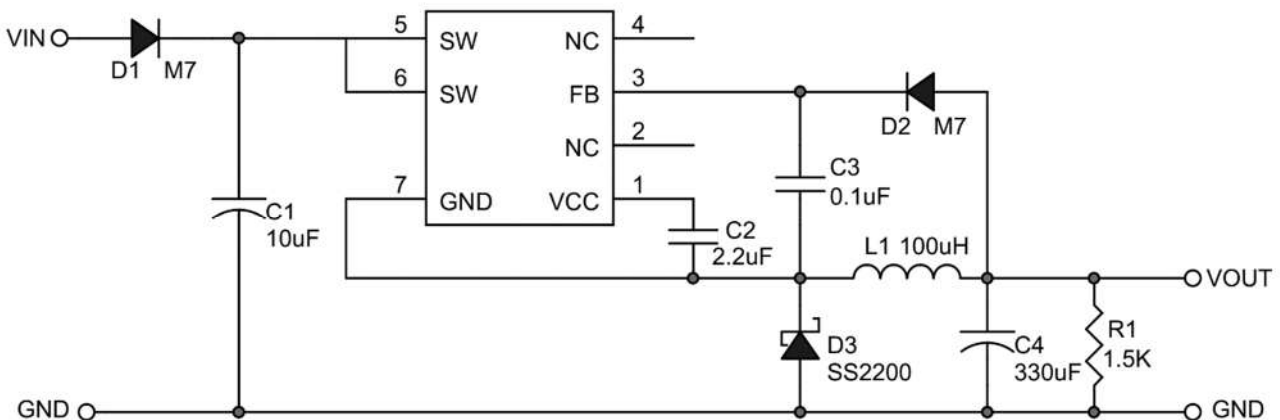 VIN
D1 M7
5 SW
6 SW
7 GND
NC 4
FB 3
NC 2
VCC 1
D2 M7
C1
10uF
C2
2.2uF
C3
0.1uF
L1 100uH
VOUT
D3
SS2200
C4
330uF
R1
1.5K
GND
GND